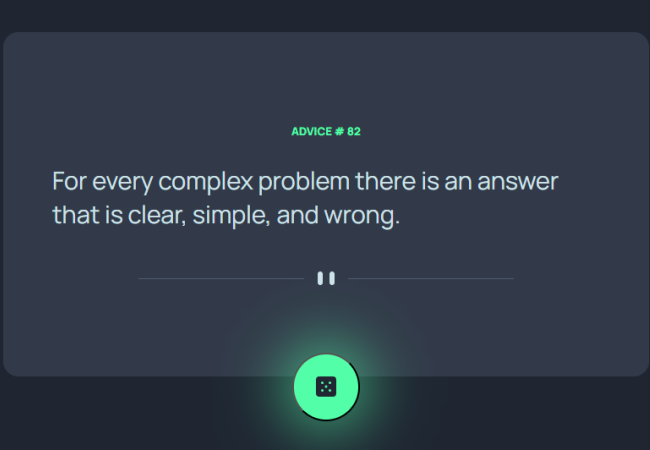 ADVICE # 82
For every complex problem there is an answer
that is clear, simple, and wrong.